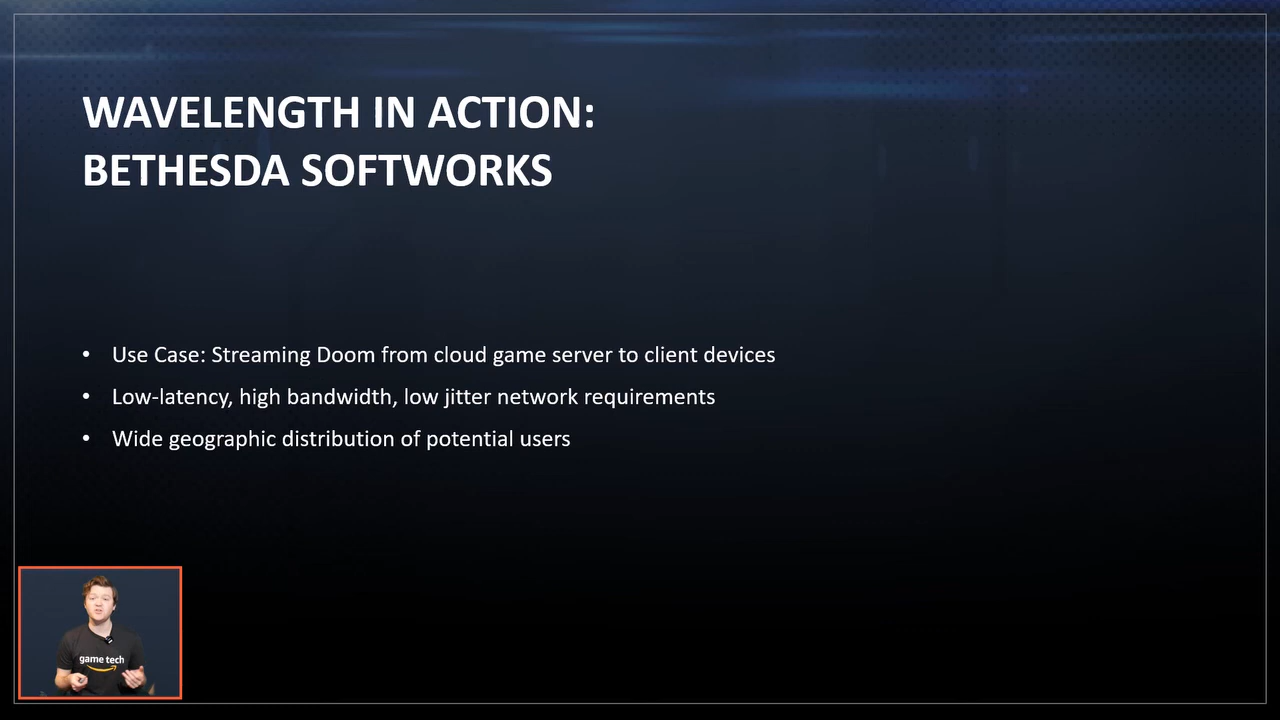 WAVELENGTH IN ACTION:
BETHESDA SOFTWORKS
• Use Case: Streaming Doom from cloud game server to client devices
• Low-latency, high bandwidth, low jitter network requirements
• Wide geographic distribution of potential users
game tech